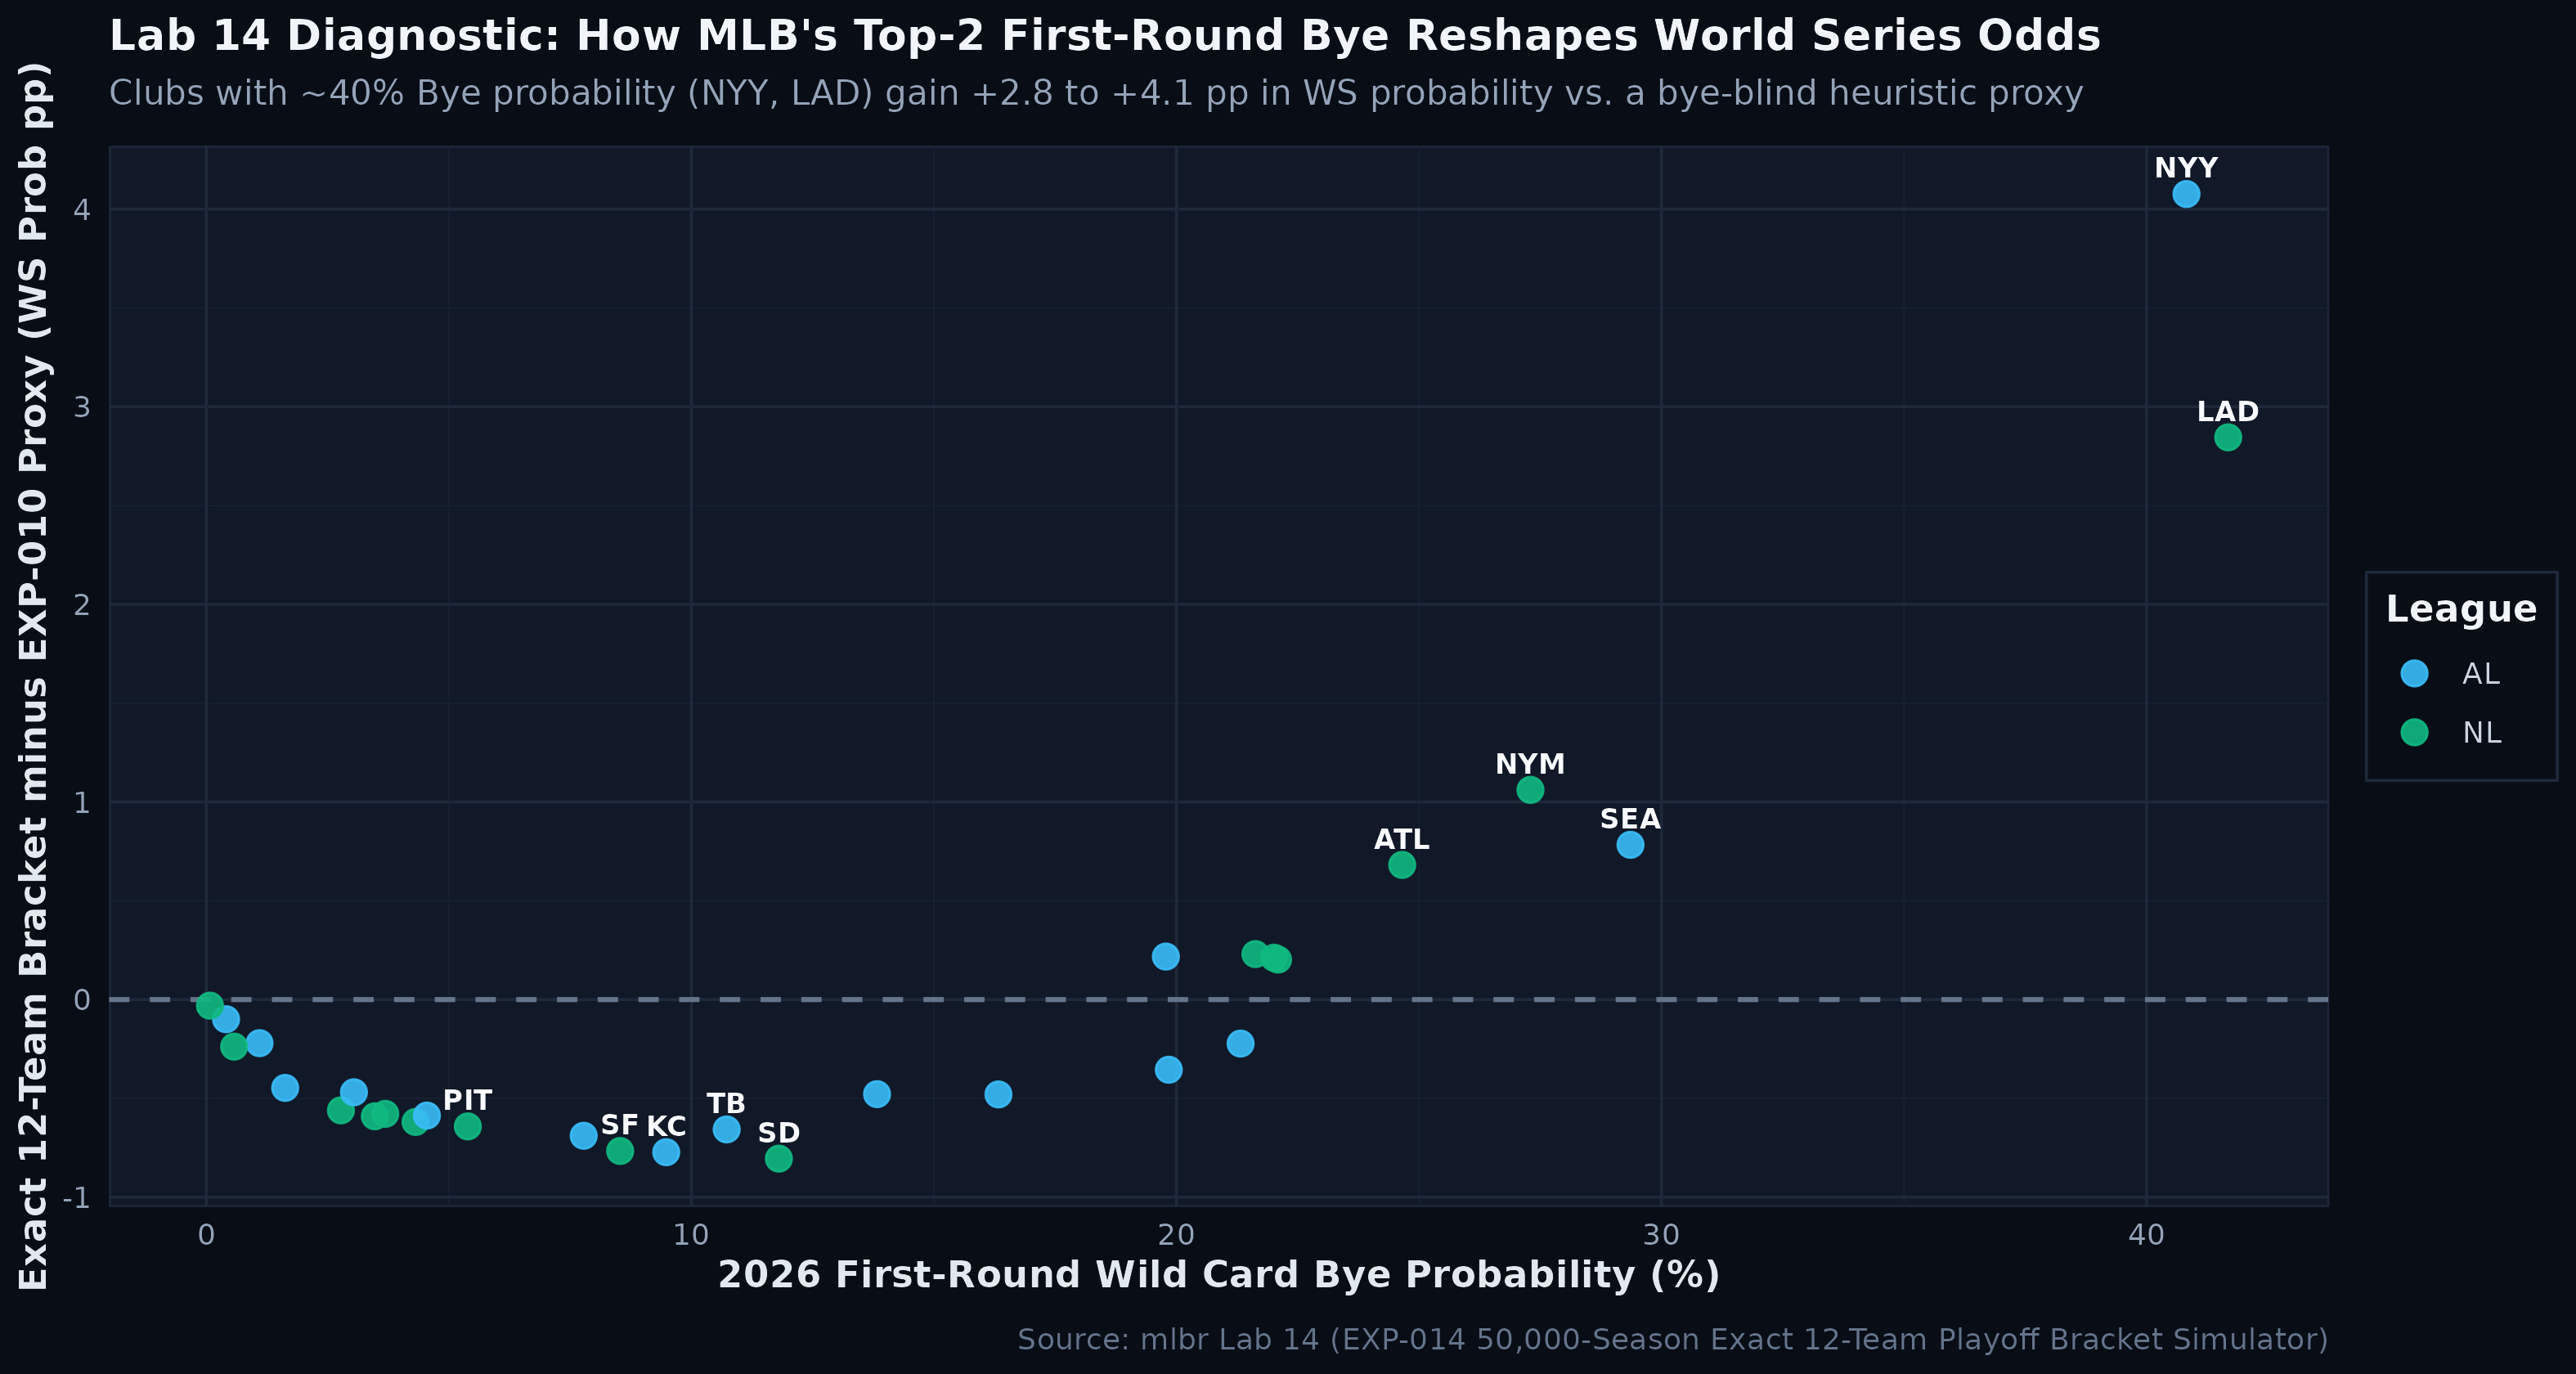 Lab 14 Diagnostic: How MLB's Top-2 First-Round Bye Reshapes World Series Odds
Clubs with ~40% Bye probability (NYY, LAD) gain +2.8 to +4.1 pp in WS probability vs. a bye-blind heuristic proxy
Exact 12-Team Bracket minus EXP-010 Proxy (WS Prob pp)
4
3
2
1
0
-1
NYY
LAD
NYM
SEA
ATL
PIT
SF
KC
TB
SD
0
10
20
30
40
2026 First-Round Wild Card Bye Probability (%)
League
AL
NL
Source: mlbr Lab 14 (EXP-014 50,000-Season Exact 12-Team Playoff Bracket Simulator)